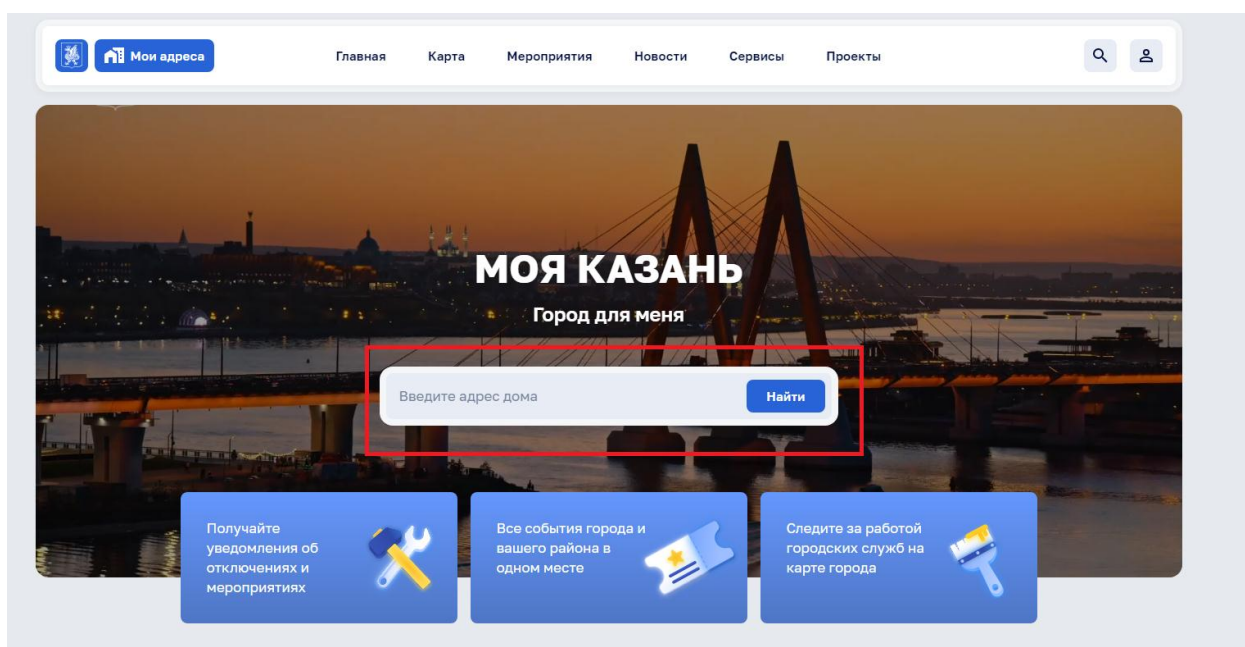 Мои адреса
Главная
Карта
Мероприятия
Новости
Сервисы
Проекты
МОЯ КАЗАНЬ
Город для меня
Введите адрес дома
Найти
Получайте
уведомления об
отключениях и
мероприятиях
Все события города и
вашего района в
одном месте
Следите за работой
городских служб на
карте города